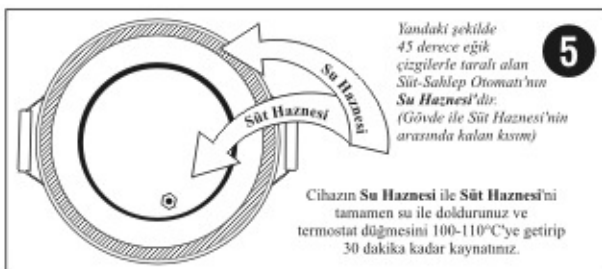 Yandaki şekilde
45 derece eğik
çizgilerle taralı alan
Süt-Sahlep Otomatı'nın
Su Haznesi'dir.
(Gövde ile Süt Haznesi'nin
arasında kalan kısım)
5
Su Haznesi
Süt Haznesi
Cihazın Su Haznesi ile Süt Haznesi'ni
tamamen su ile doldurunuz ve
termostat düğmesini 100-110°C'ye getirip
30 dakika kadar kaynatınız.